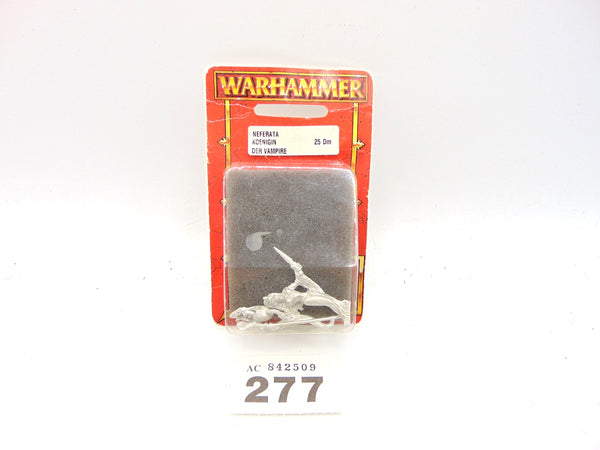 WARHAMMER
NEFERATA
KOENIGIN 25 Dm
DER VAMPIRE
AC 842509
277